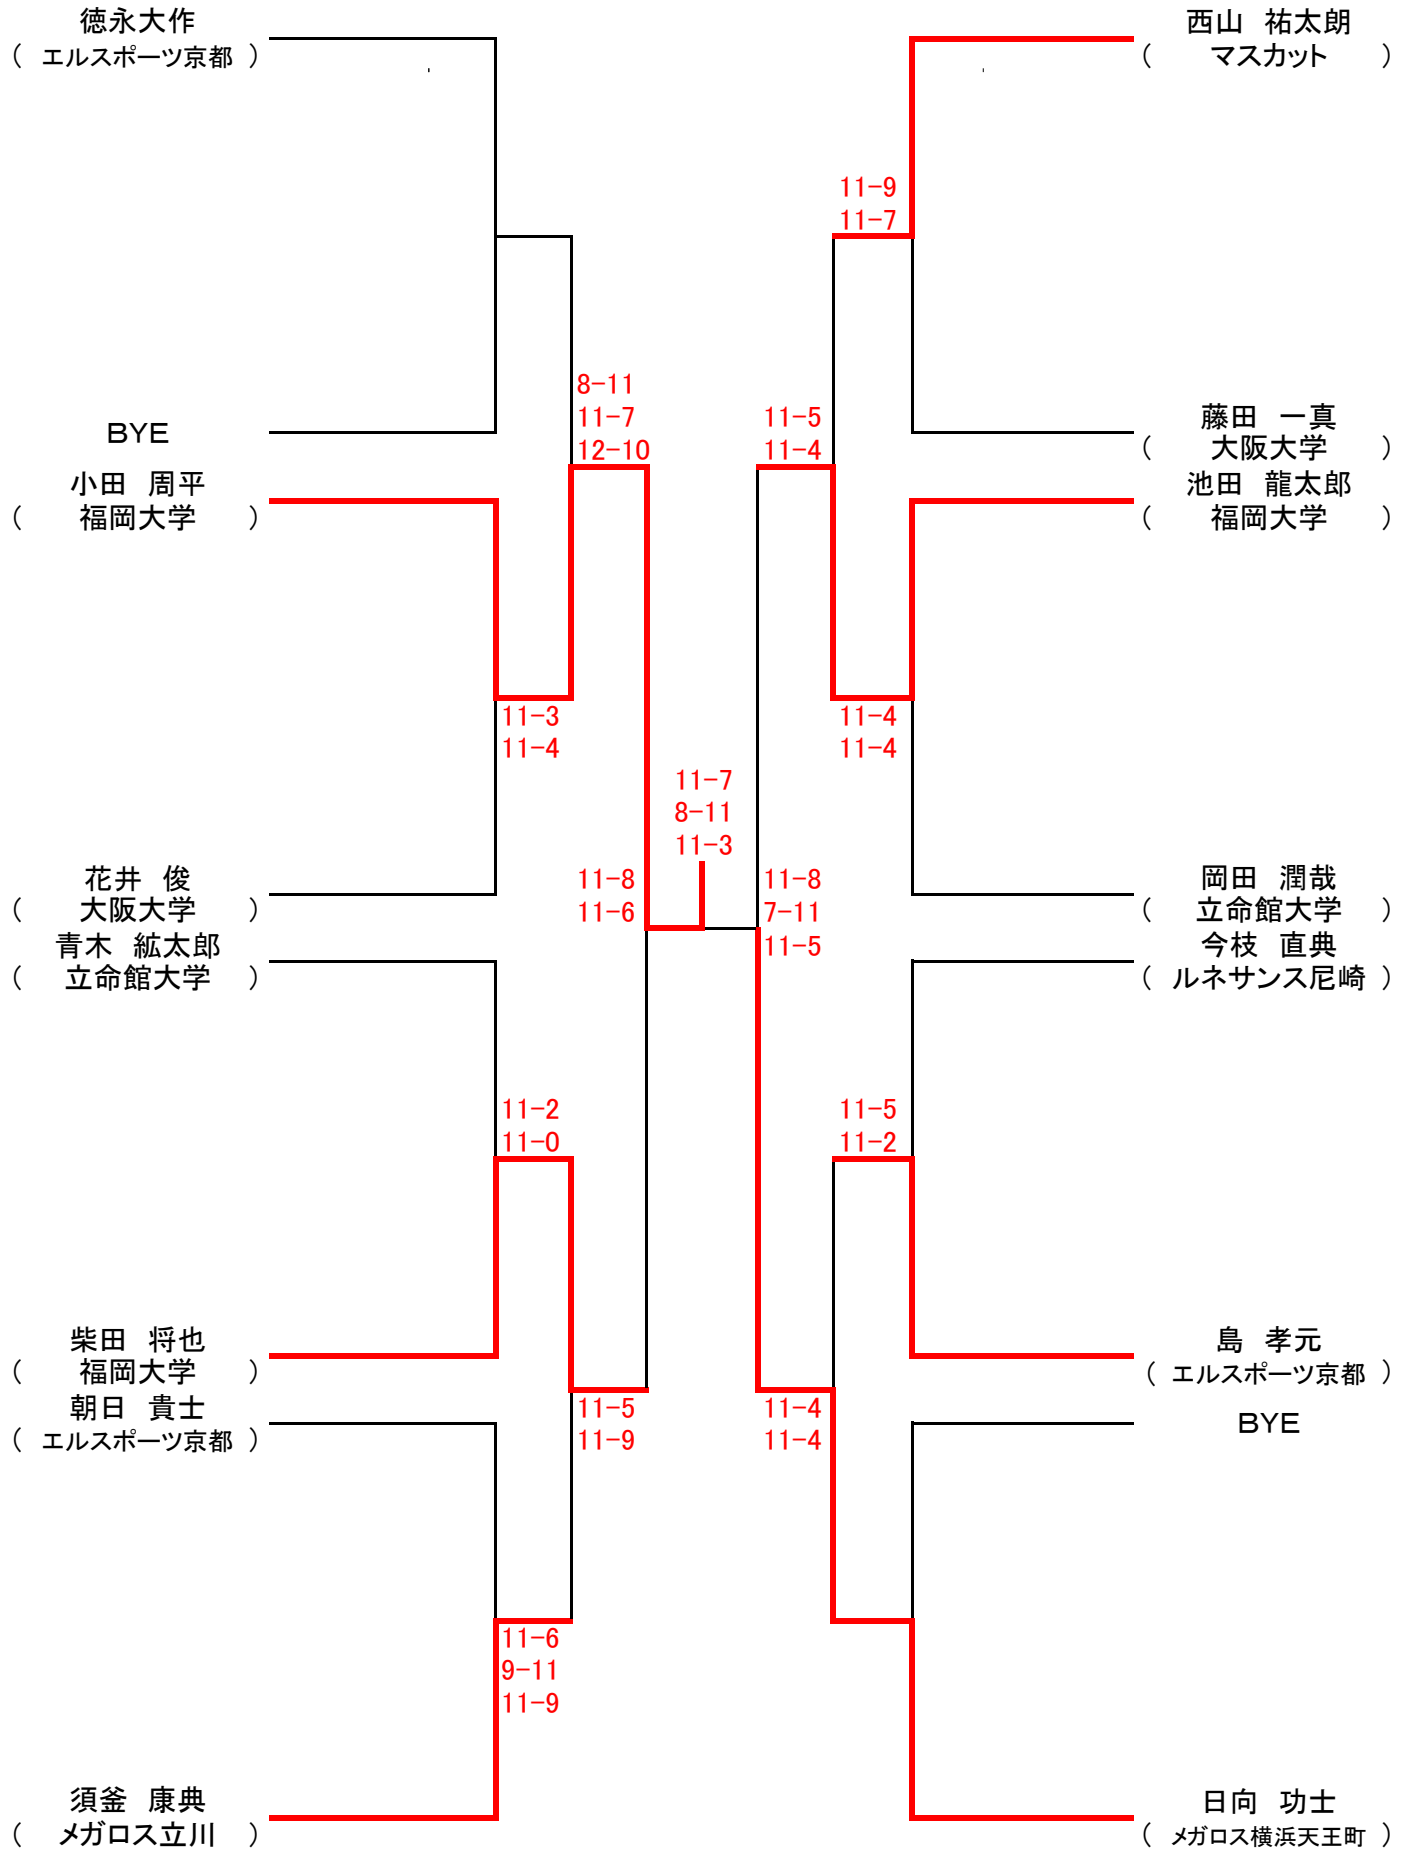 徳永大作
( エルスポーツ京都 )
BYE
小田 周平
( 福岡大学 )
花井 俊
( 大阪大学 )
青木 紘太郎
( 立命館大学 )
柴田 将也
( 福岡大学 )
朝日 貴士
( エルスポーツ京都 )
須釜 康典
( メガロス立川 )
11-3
11-4
11-2
11-0
11-6
9-11
11-9
8-11
11-7
12-10
11-5
11-9
11-8
11-6
11-7
8-11
11-3
11-8
7-11
11-5
11-5
11-4
11-4
11-4
11-9
11-7
11-4
11-4
11-5
11-2
西山 祐太朗
( マスカット )
藤田 一真
( 大阪大学 )
池田 龍太郎
( 福岡大学 )
岡田 潤哉
( 立命館大学 )
今枝 直典
( ルネサンス尼崎 )
島 孝元
( エルスポーツ京都 )
BYE
日向 功士
( メガロス横浜天王町 )